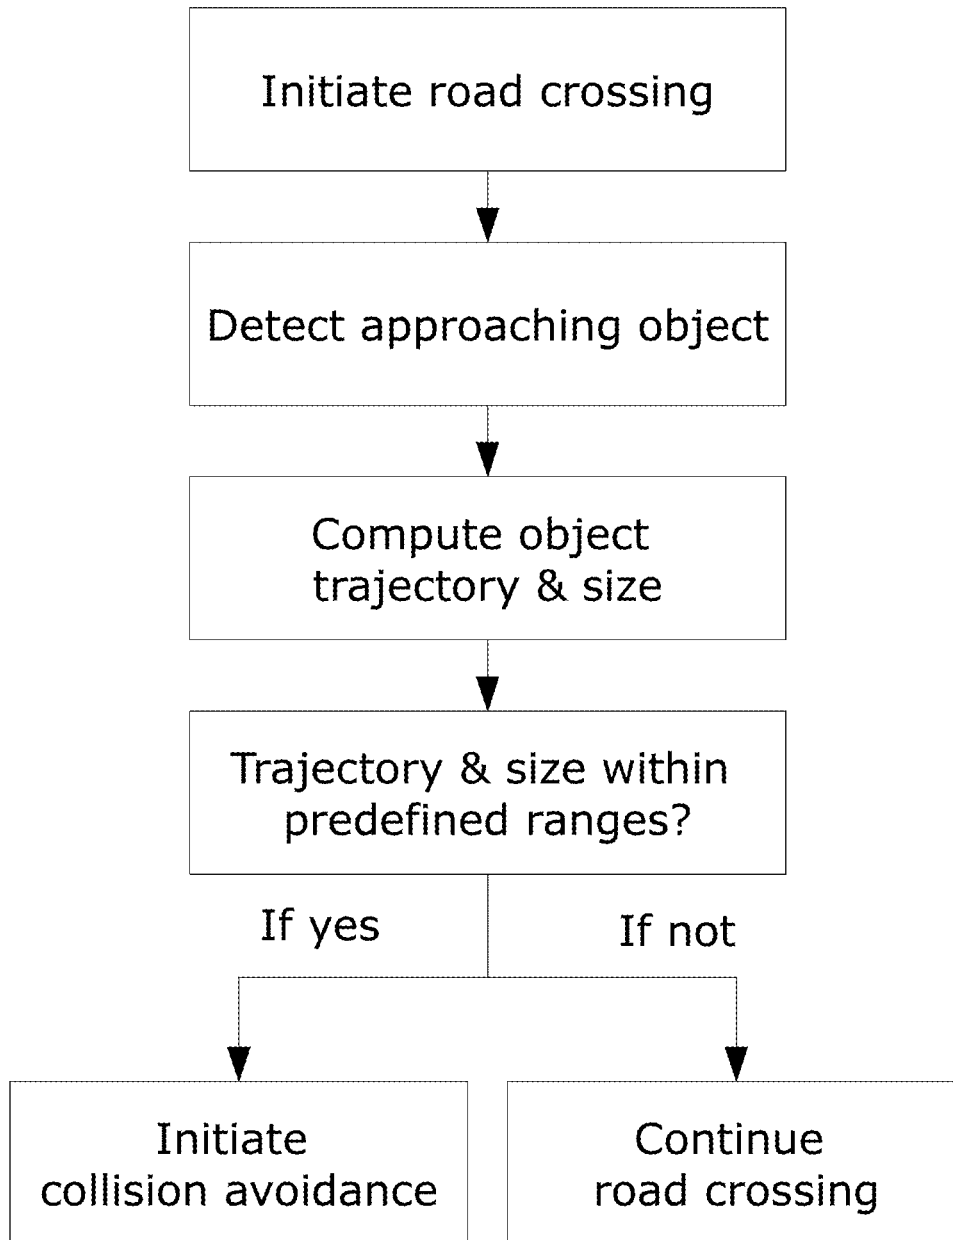 Initiate road crossing
Detect approaching object
Compute object
trajectory & size
Trajectory & size within
predefined ranges?
If yes
If not
Initiate
collision avoidance
Continue
road crossing